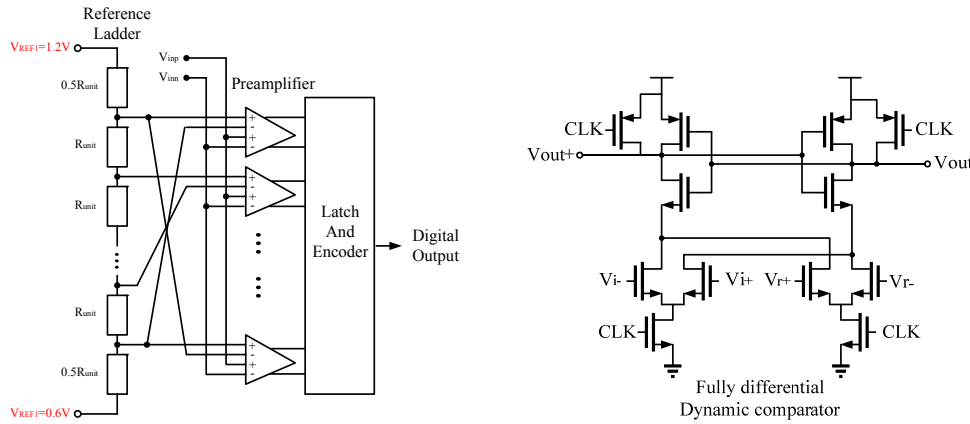 Reference
Ladder
VREF1=1.2V
0.5Runit
Runit
Runit
Runit
0.5Runit
VREF1=0.6V
Vinp
Vinn
Preamplifier
+
-
+
-
+
-
+
-
+
-
+
-
Latch
And
Encoder
Digital
Output
CLK
CLK
Vout+
Vout
Vi-
Vi+
Vr+
Vr-
CLK
CLK
Fully differential
Dynamic comparator